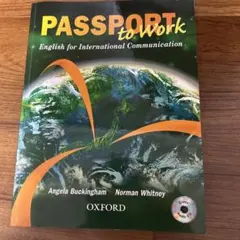 PASSPORT
to Work
English for International Communication
Angela Buckingham Norman Whitney
OXFORD